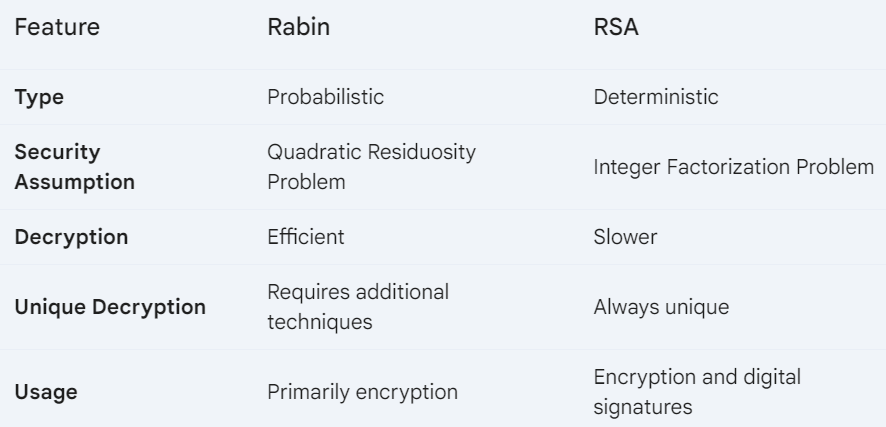 Feature Rabin RSA
Type Probabilistic Deterministic
Security Assumption Quadratic Residuosity Problem Integer Factorization Problem
Decryption Efficient Slower
Unique Decryption Requires additional techniques Always unique
Usage Primarily encryption Encryption and digital signatures